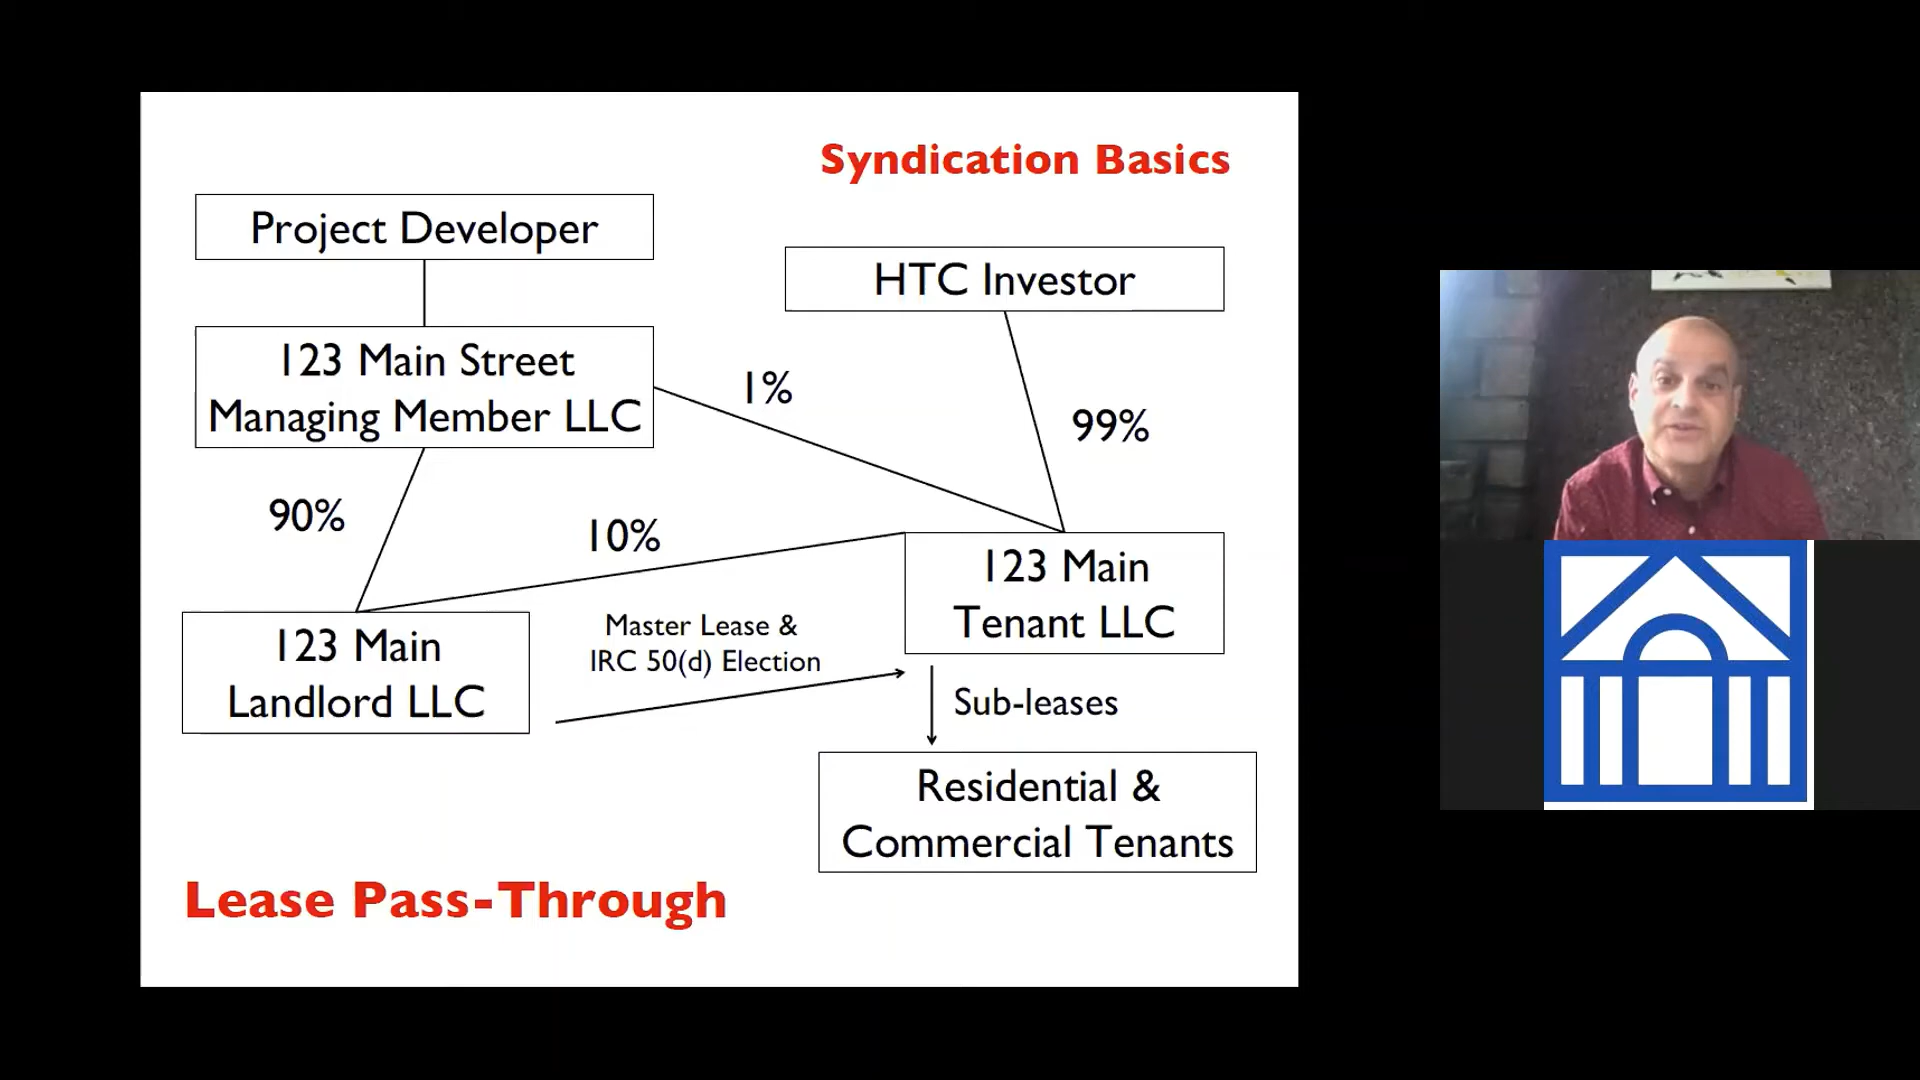 Syndication Basics
Project Developer
HTC Investor
123 Main Street
Managing Member LLC
1%
99%
90%
10%
123 Main
Tenant LLC
Master Lease &
IRC 50(d) Election
123 Main
Landlord LLC
Sub-leases
Residential &
Commercial Tenants
Lease Pass-Through